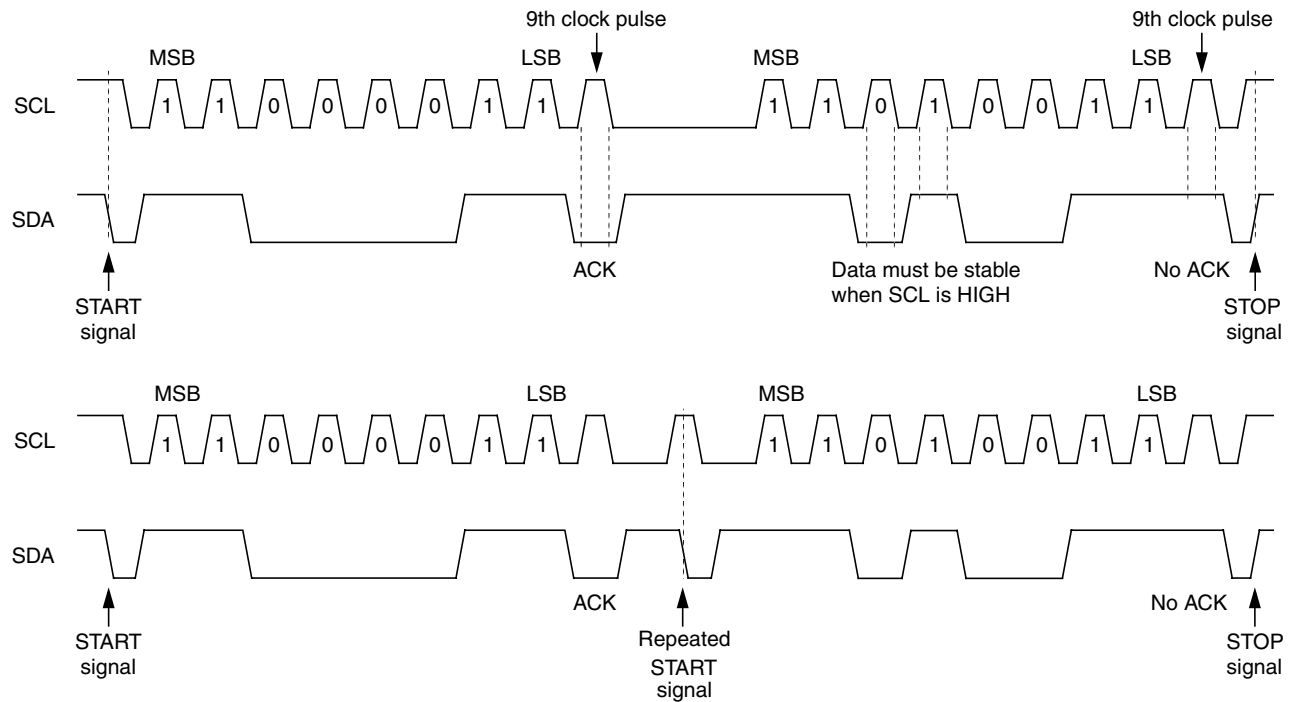 9th clock pulse 9th clock pulse
MSB LSB MSB LSB
SCL 1 1 0 0 0 0 1 1 1 1 0 1 0 0 1 1
SDA
ACK Data must be stable No ACK
when SCL is HIGH
START STOP
signal signal
MSB LSB MSB LSB
SCL 1 1 0 0 0 0 1 1 1 1 0 1 0 0 1 1
SDA
ACK No ACK
START Repeated STOP
signal START signal
signal